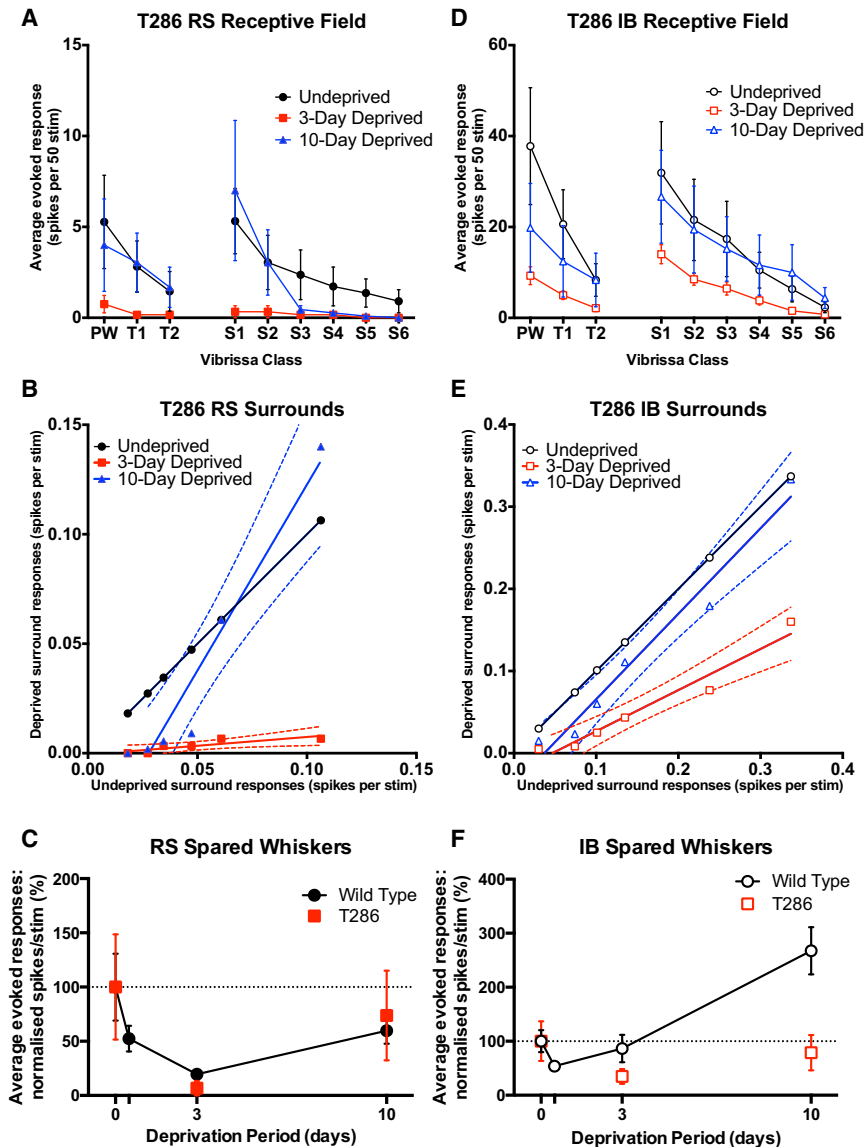 A
T286 RS Receptive Field
Average evoked response
(spikes per 50 stim)
15
10
5
0
Undeprived
3-Day Deprived
10-Day Deprived
PW T1 T2 S1 S2 S3 S4 S5 S6
Vibrissa Class
D
T286 IB Receptive Field
Average evoked response
(spikes per 50 stim)
60
40
20
0
Undeprived
3-Day Deprived
10-Day Deprived
PW T1 T2 S1 S2 S3 S4 S5 S6
Vibrissa Class
B
T286 RS Surrounds
Deprived surround responses (spikes per stim)
0.15
0.10
0.05
0.00
Undeprived
3-Day Deprived
10-Day Deprived
0.00 0.05 0.10 0.15
Undeprived surround responses (spikes per stim)
E
T286 IB Surrounds
Deprived surround responses (spikes per stim)
0.4
0.3
0.2
0.1
0.0
Undeprived
3-Day Deprived
10-Day Deprived
0.0 0.1 0.2 0.3 0.4
Undeprived surround responses (spikes per stim)
C
RS Spared Whiskers
Average evoked responses:
normalised spikes/stim (%)
200
150
100
50
0
Wild Type
T286
0 3 10
Deprivation Period (days)
F
IB Spared Whiskers
Average evoked responses:
normalised spikes/stim (%)
400
300
200
100
0
Wild Type
T286
0 3 10
Deprivation Period (days)